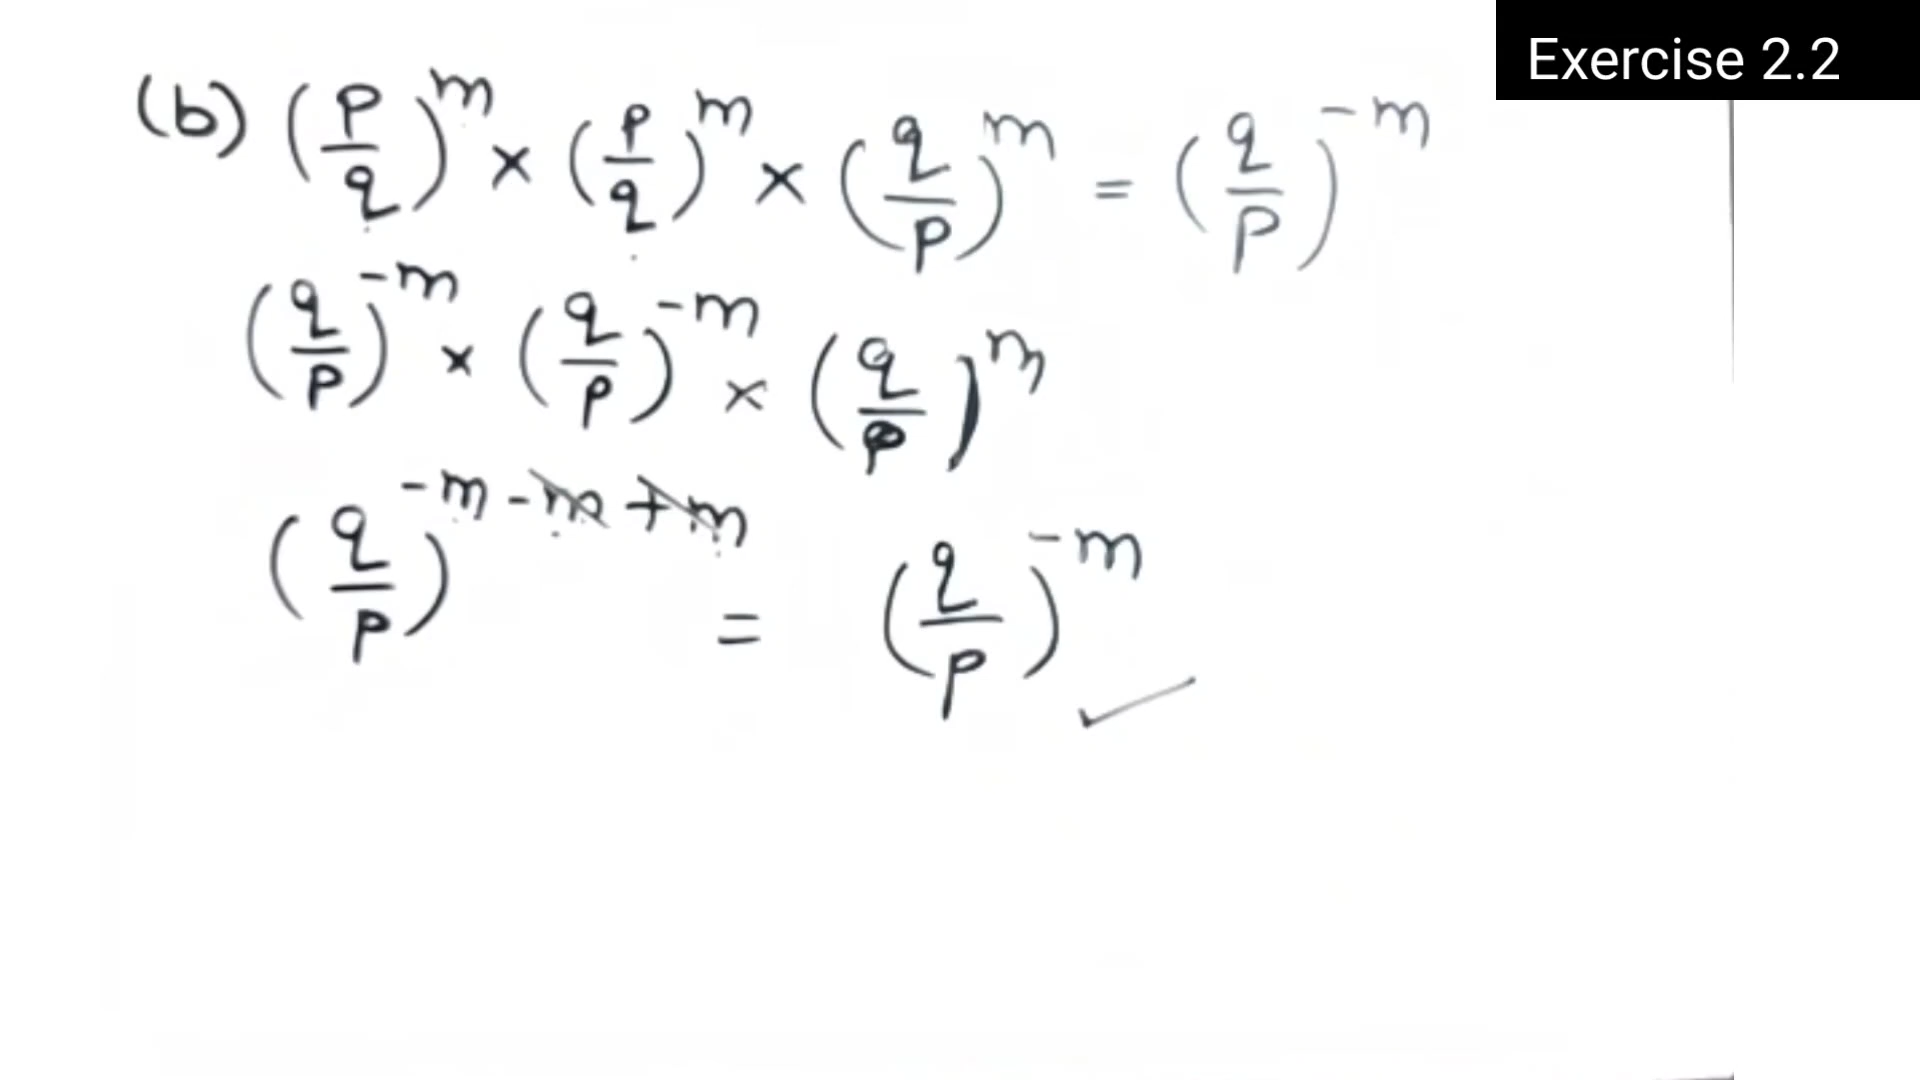 Exercise 2.2
(b) (p/q)^m × (p/q)^m × (q/p)^m = (q/p)^-m
(q/p)^-m × (q/p)^-m × (q/p)^m
(q/p)^-m-m+m = (q/p)^-m ✓